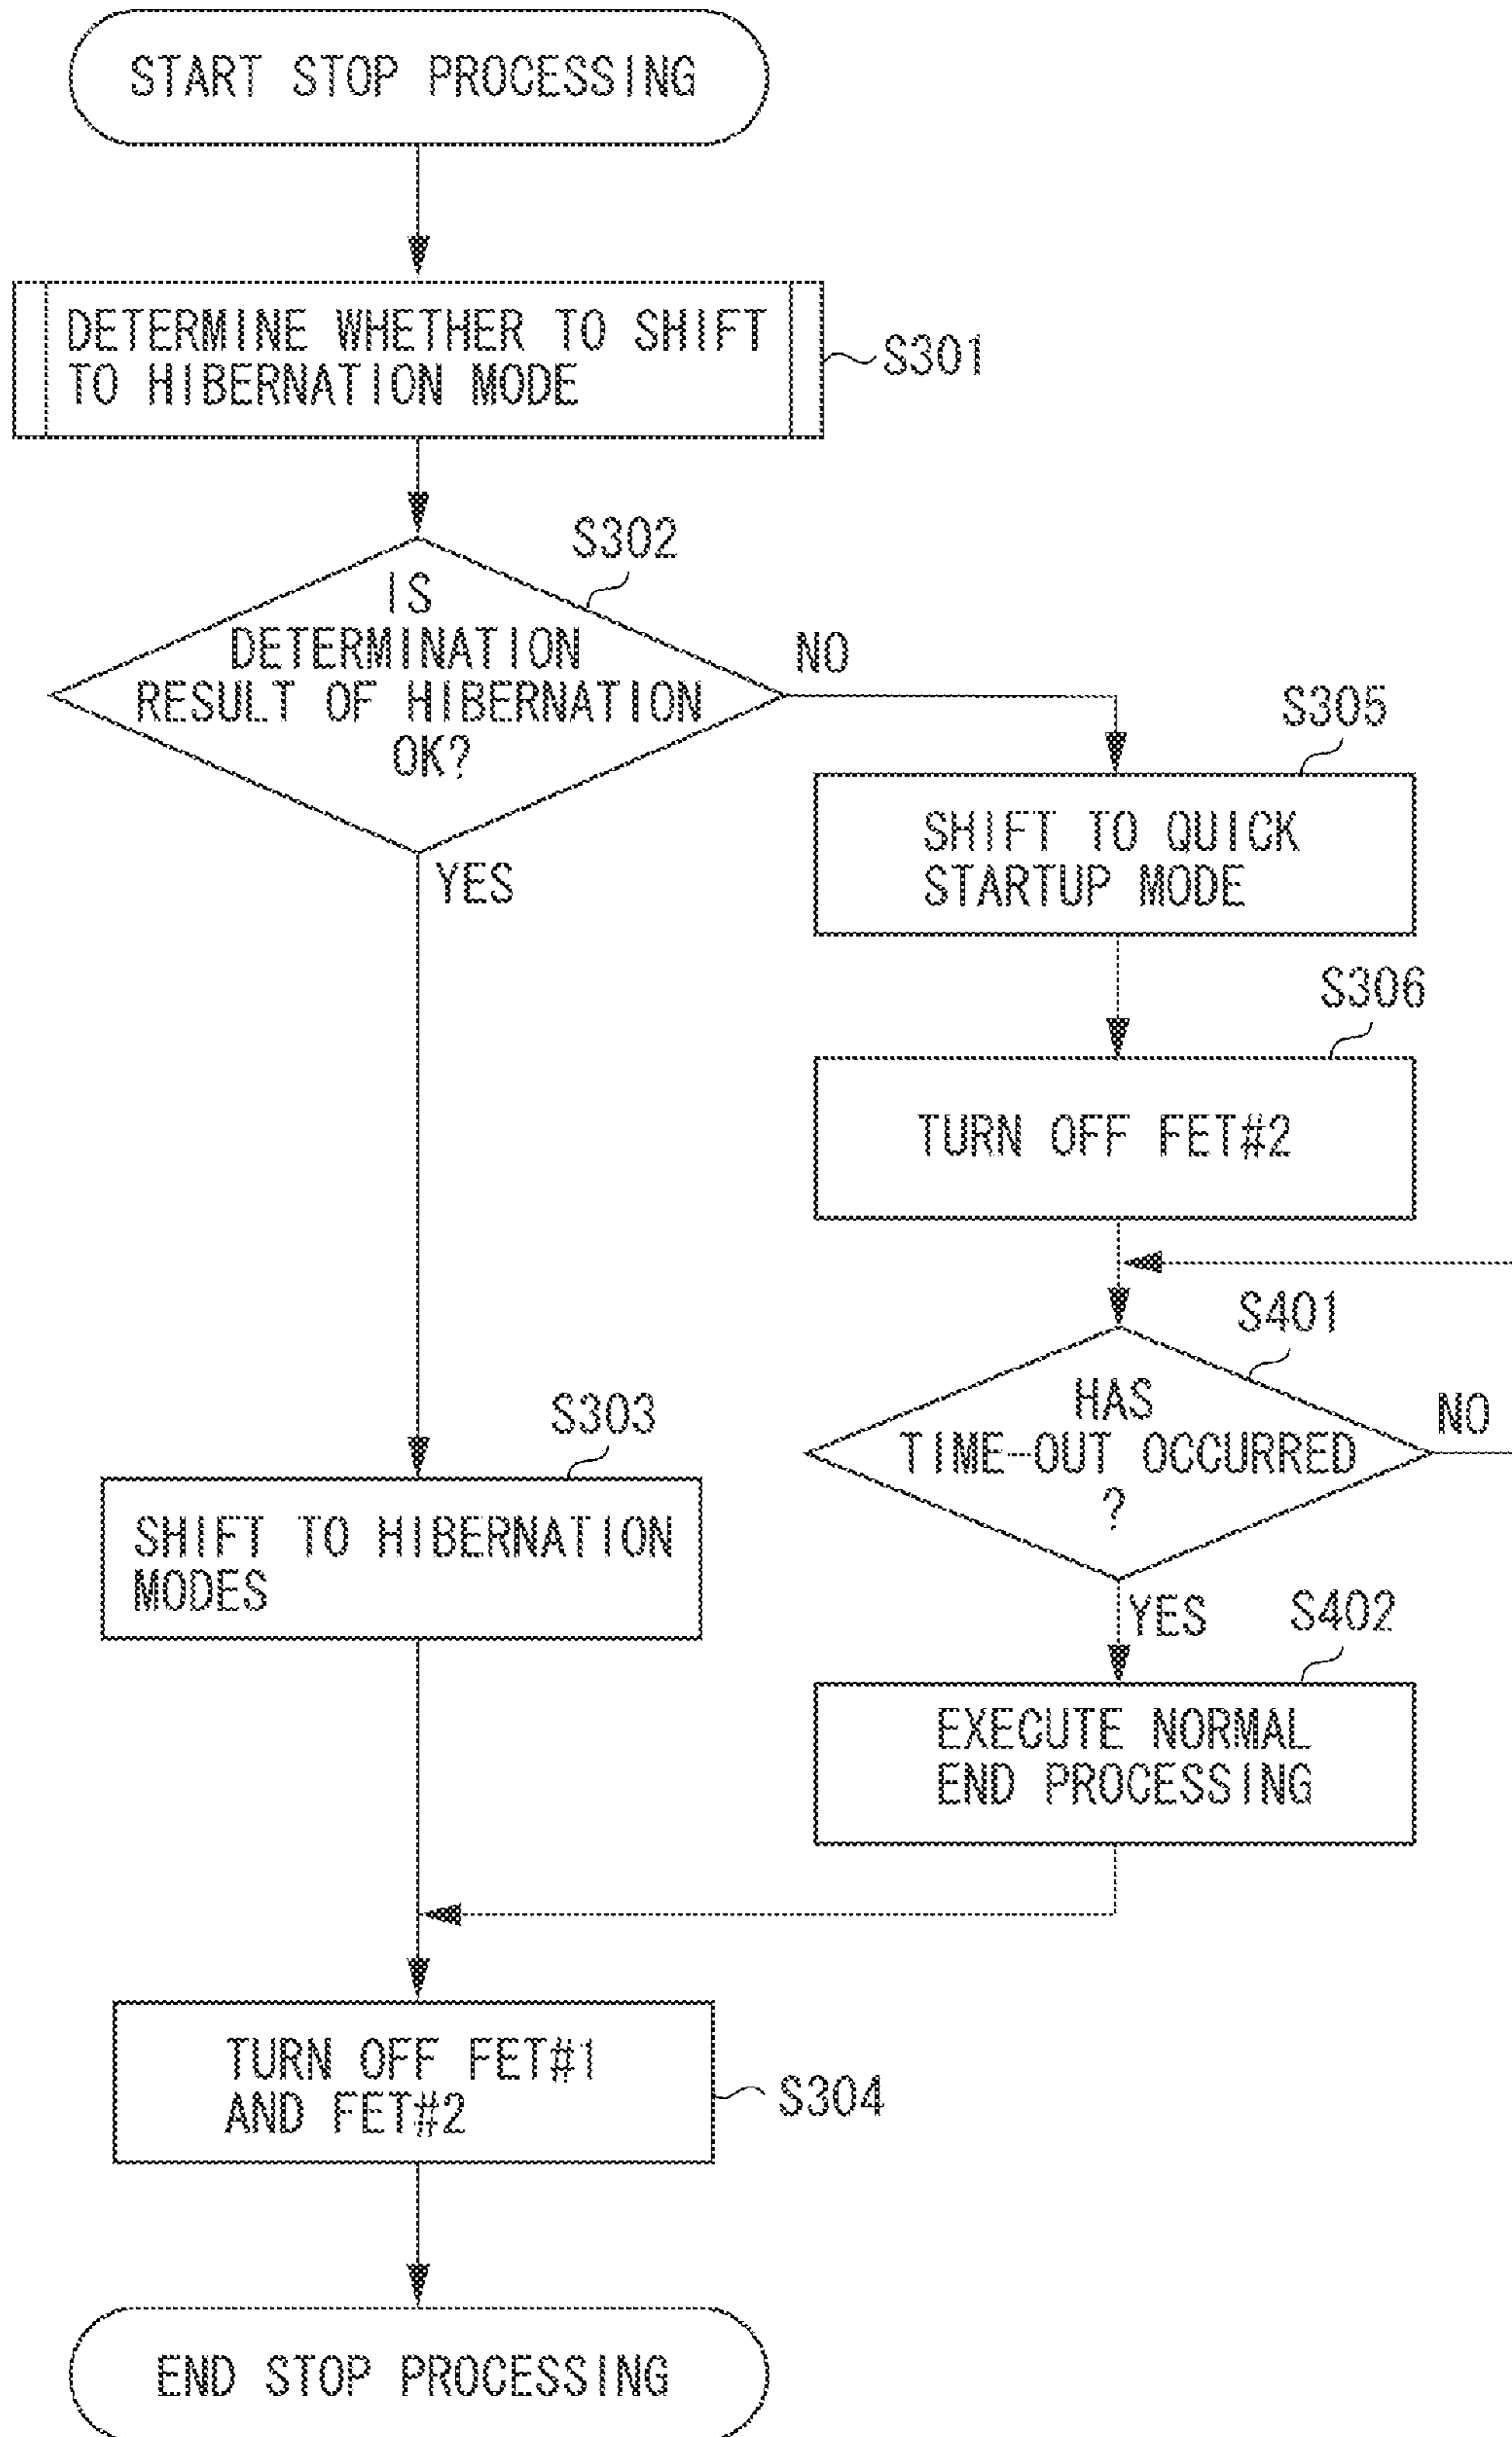 START STOP PROCESSING
DETERMINE WHETHER TO SHIFT
TO HIBERNATION MODE
S301
S302
IS
DETERMINATION
RESULT OF HIBERNATION
OK?
NO
YES
S305
SHIFT TO QUICK
STARTUP MODE
S306
TURN OFF FET#2
S401
HAS
TIME-OUT OCCURRED
?
NO
YES
S303
SHIFT TO HIBERNATION
MODES
S402
EXECUTE NORMAL
END PROCESSING
TURN OFF FET#1
AND FET#2
S304
END STOP PROCESSING